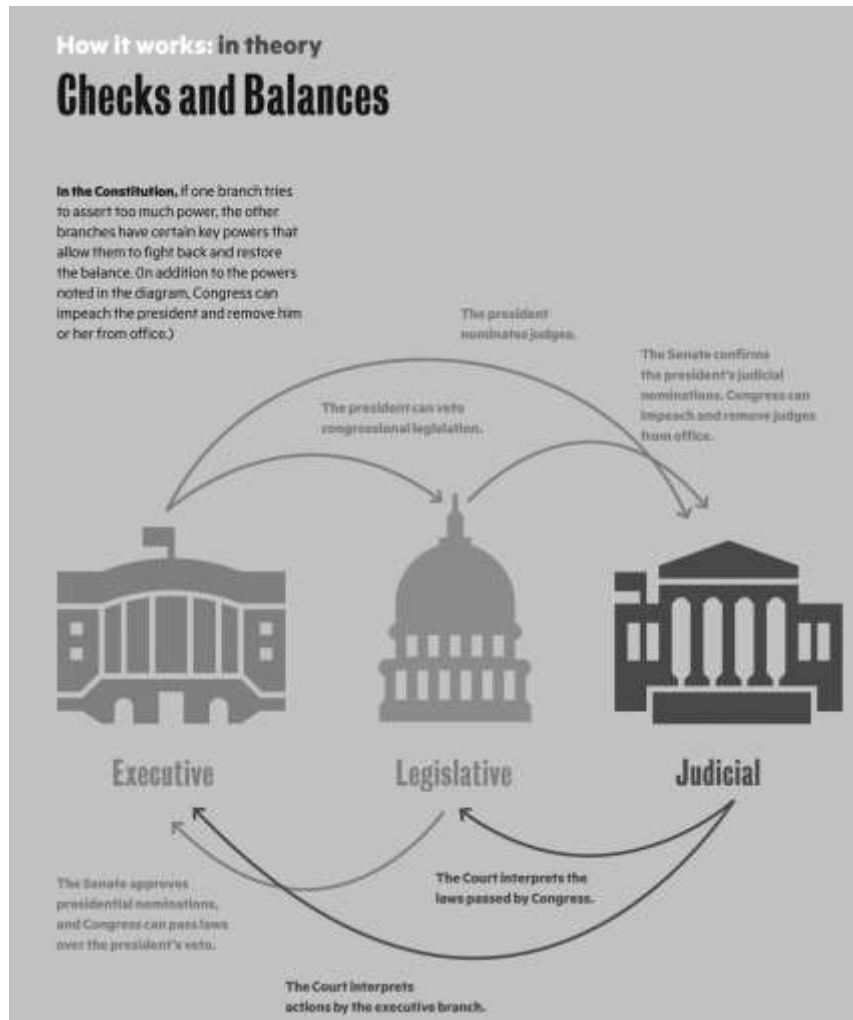 How it works: in theory
Checks and Balances
In the Constitution, if one branch tries
to assert too much power, the other
branches have certain key powers that
allow them to fight back and restore
the balance. (In addition to the powers
noted in the diagram, Congress can
impeach the president and remove him
or her from office.)
The president
nominates judges.
The Senate confirms
the president's judicial
nominations. Congress can
impeach and remove judges
from office.
The president can veto
congressional legislation.
Executive
Legislative
Judicial
The Senate approves
presidential nominations,
and Congress can pass laws
over the president's veto.
The Court interprets the
laws passed by Congress.
The Court interprets
actions by the executive branch.